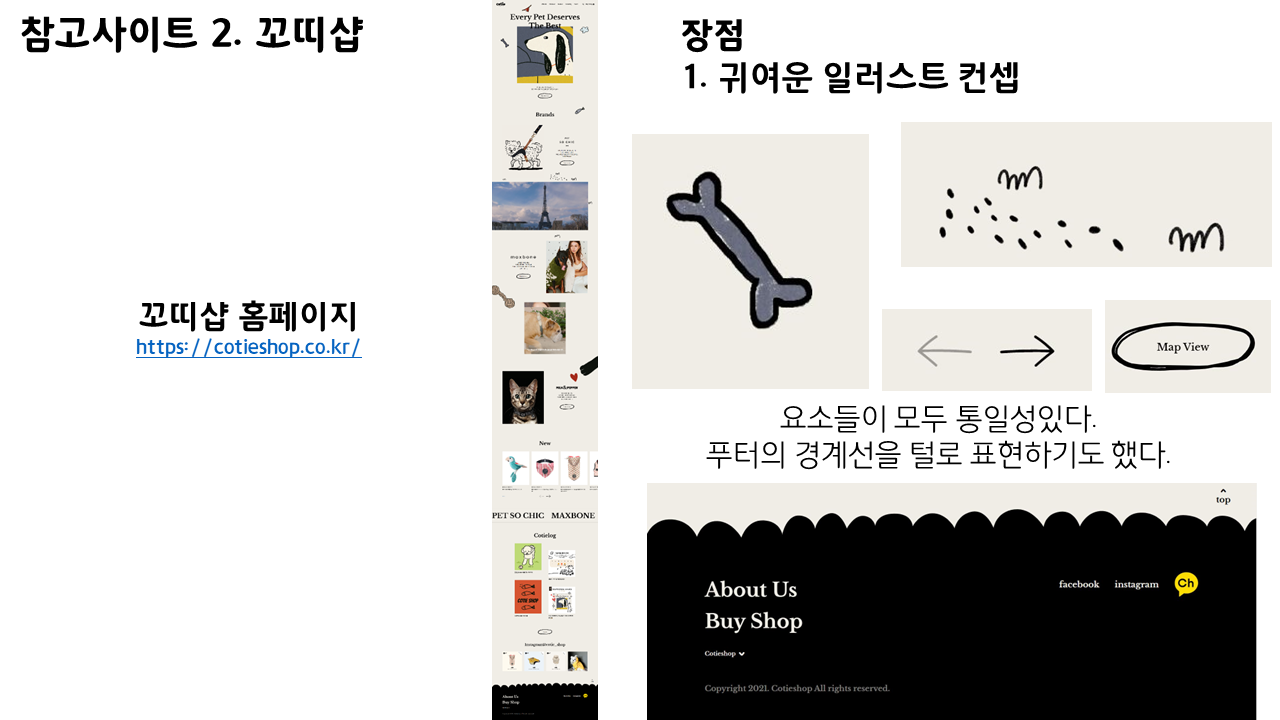 참고사이트 2. 꼬띠샵
꼬띠샵 홈페이지
https://cotieshop.co.kr/
Every Pet Deserves
The Best
Brands
maxbone
New
PET SO CHIC MAXBONE
Cotielog
About Us
Buy Shop
장점
1. 귀여운 일러스트 컨셉
Map View
요소들이 모두 통일성있다.
푸터의 경계선을 털로 표현하기도 했다.
top
About Us
Buy Shop
facebook instagram Ch
Cotieshop
Copyright 2021. Cotieshop All rights reserved.